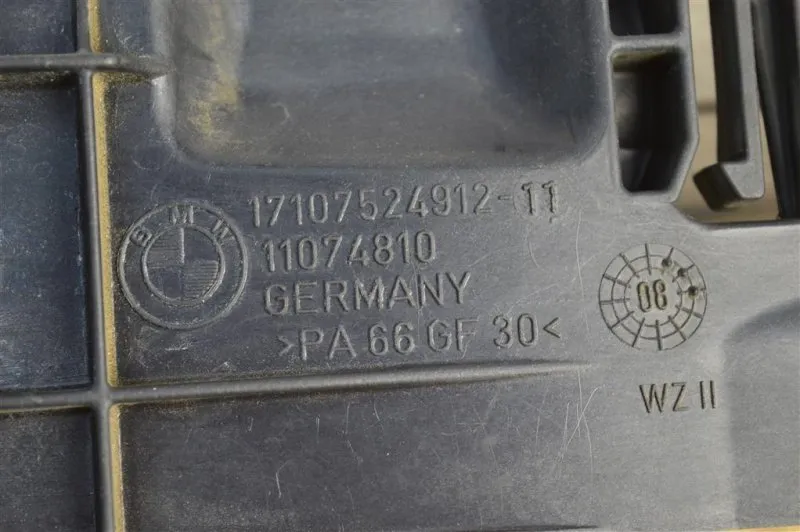 17107524912-11
BMW
11074810
GERMANY
>PA 66 GF 30<
08
WZ II